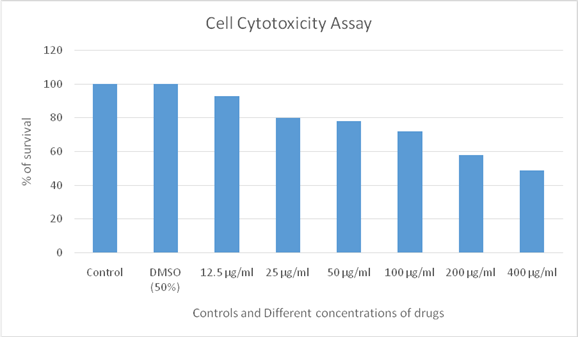 Cell Cytotoxicity Assay
120
100
80
60
40
20
0
% of survival
Control
DMSO
(50%)
12.5 µg/ml
25 µg/ml
50 µg/ml
100 µg/ml
200 µg/ml
400 µg/ml
Controls and Different concentrations of drugs